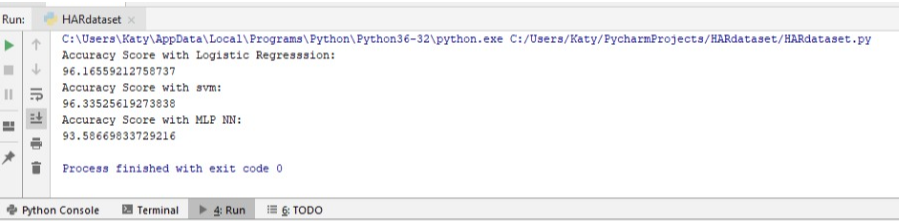 Run: HARdataset ×
C:\Users\Katy\AppData\Local\Programs\Python\Python36-32\python.exe C:/Users/Katy/PycharmProjects/HARdataset/HARdataset.py
Accuracy Score with Logistic Regresssion:
96.16559212758737
Accuracy Score with svm:
96.33525619273838
Accuracy Score with MLP NN:
93.58669833729216
Process finished with exit code 0
Python Console Terminal 4: Run 6: TODO